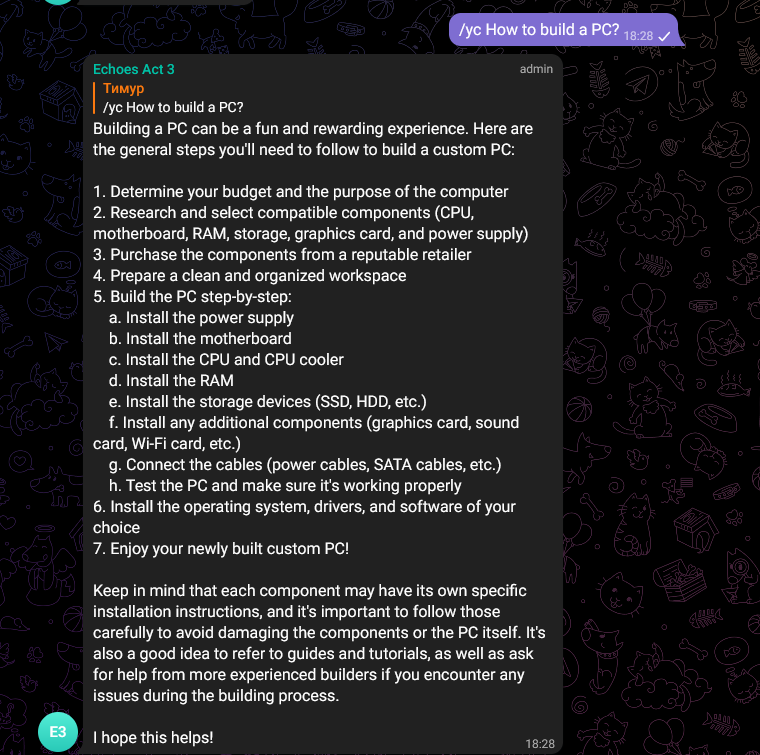 /yc How to build a PC? 18:28
Echoes Act 3 admin
Тимур
/yc How to build a PC?
Building a PC can be a fun and rewarding experience. Here are
the general steps you'll need to follow to build a custom PC:
1. Determine your budget and the purpose of the computer
2. Research and select compatible components (CPU,
motherboard, RAM, storage, graphics card, and power supply)
3. Purchase the components from a reputable retailer
4. Prepare a clean and organized workspace
5. Build the PC step-by-step:
a. Install the power supply
b. Install the motherboard
c. Install the CPU and CPU cooler
d. Install the RAM
e. Install the storage devices (SSD, HDD, etc.)
f. Install any additional components (graphics card, sound
card, Wi-Fi card, etc.)
g. Connect the cables (power cables, SATA cables, etc.)
h. Test the PC and make sure it's working properly
6. Install the operating system, drivers, and software of your
choice
7. Enjoy your newly built custom PC!
Keep in mind that each component may have its own specific
installation instructions, and it's important to follow those
carefully to avoid damaging the components or the PC itself. It's
also a good idea to refer to guides and tutorials, as well as ask
for help from more experienced builders if you encounter any
issues during the building process.
I hope this helps! 18:28
E3